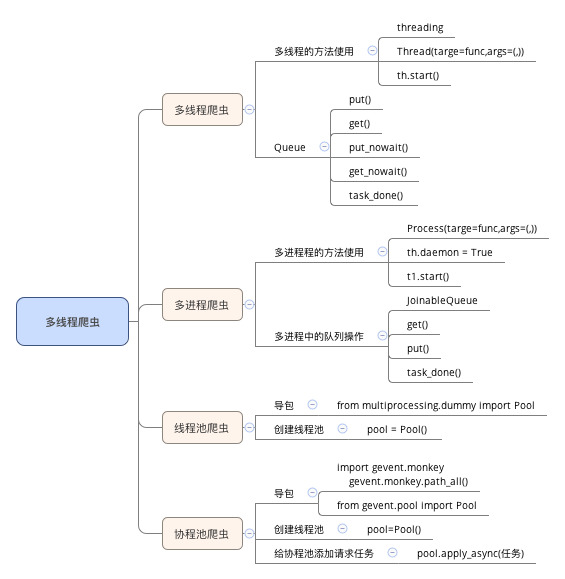 多线程爬虫
多线程爬虫
多线程的方法使用
threading
Thread(targe=func,args=(,))
th.start()
Queue
put()
get()
put_nowait()
get_nowait()
task_done()
多进程爬虫
多进程程的方法使用
Process(targe=func,args=(,))
th.daemon = True
t1.start()
多进程中的队列操作
JoinableQueue
get()
put()
task_done()
线程池爬虫
导包
from multiprocessing.dummy import Pool
创建线程池
pool = Pool()
协程池爬虫
导包
import gevent.monkey
gevent.monkey.path_all()
from gevent.pool import Pool
创建线程池
pool=Pool()
给协程池添加请求任务
pool.apply_async(任务)